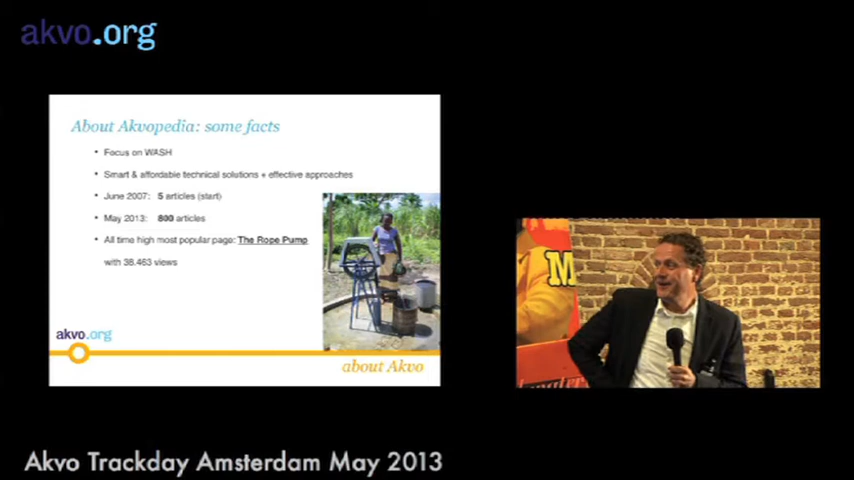 akvo.org
About Akvopedia: some facts
• Focus on WASH
• Smart & affordable technical solutions + effective approaches
• June 2007: 5 articles (start)
• May 2013: 800 articles
• All time high most popular page: The Rope Pump
with 38.463 views
akvo.org
about Akvo
M
Akvo Trackday Amsterdam May 2013